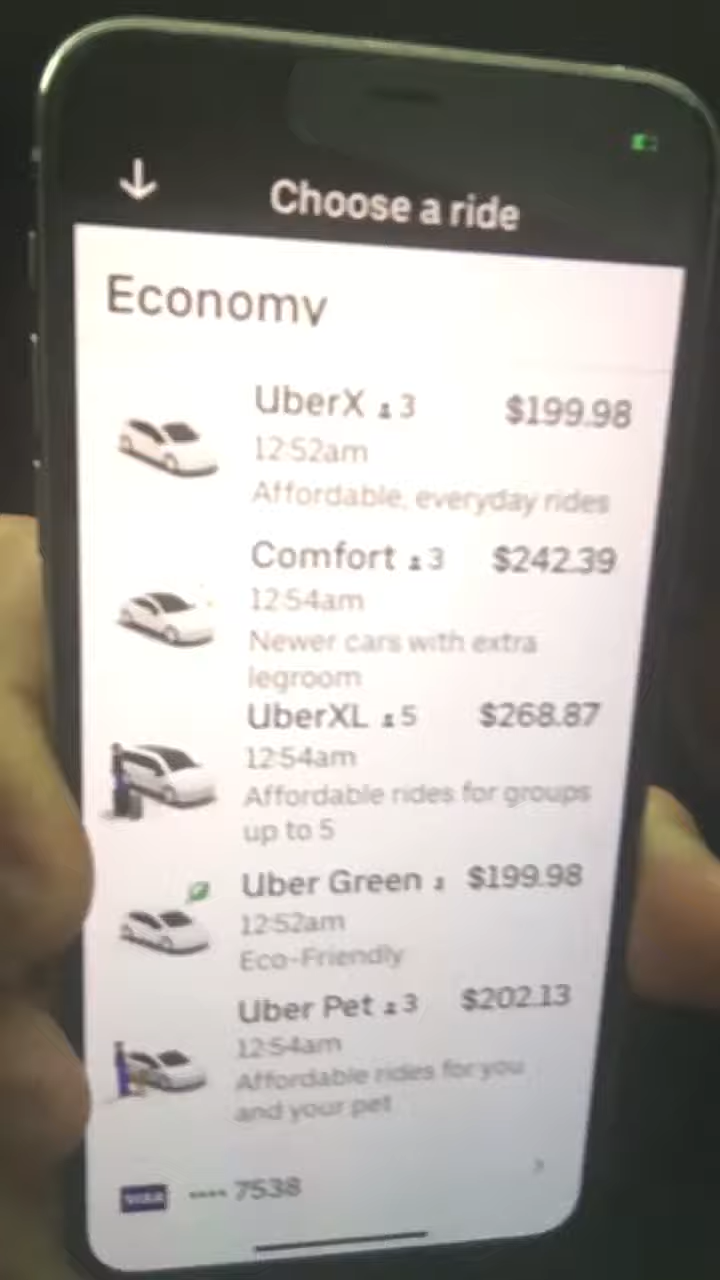 Choose a ride
Economy
UberX 3 $199.98
12:52am
Affordable, everyday rides
Comfort 3 $242.39
12:54am
Newer cars with extra
legroom
UberXL 5 $268.87
12:54am
Affordable rides for groups
up to 5
Uber Green $199.98
12:52am
Eco-Friendly
Uber Pet 3 $202.13
12:54am
Affordable rides for you
and your pet
VISA •••• 7538